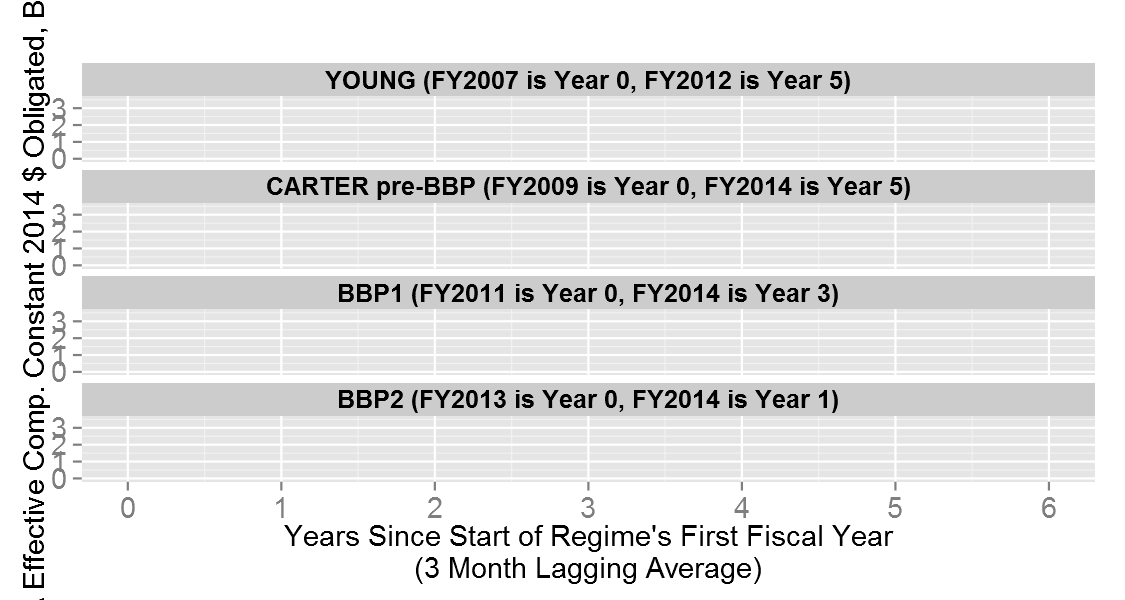 Effective Comp. Constant 2014 $ Obligated,
YOUNG (FY2007 is Year 0, FY2012 is Year 5)
3
2
1
0
CARTER pre-BBP (FY2009 is Year 0, FY2014 is Year 5)
3
2
1
0
BBP1 (FY2011 is Year 0, FY2014 is Year 3)
3
2
1
0
BBP2 (FY2013 is Year 0, FY2014 is Year 1)
3
2
1
0
0 1 2 3 4 5 6
Years Since Start of Regime's First Fiscal Year
(3 Month Lagging Average)